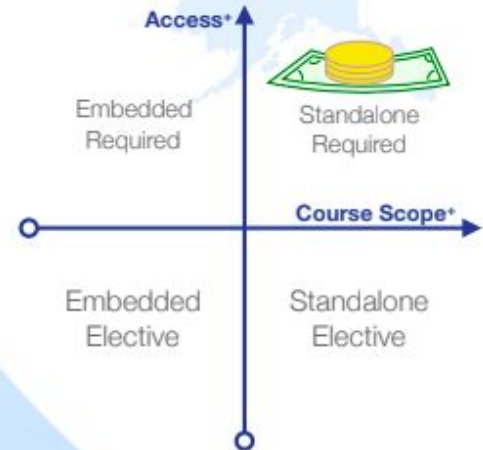 Access⁺
Embedded
Required
Standalone
Required
Course Scope⁺
Embedded
Elective
Standalone
Elective